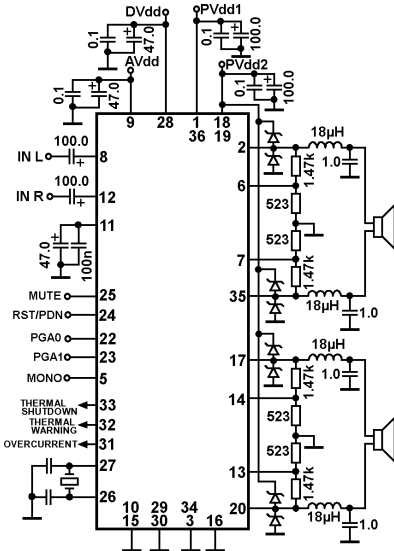 DVdd
PVdd1
0.1
47.0
0.1
100.0
AVdd
PVdd2
0.1
47.0
0.1
100.0
9
28
1
36
18
19
100.0
IN L
8
100.0
IN R
12
11
47.0
100n
MUTE
25
RST/PDN
24
PGA0
22
PGA1
23
MONO
5
THERMAL
SHUTDOWN
33
THERMAL
WARNING
32
OVERCURRENT
31
27
26
10
15
29
30
34
3
16
2
18µH
1.0
1.47k
6
523
523
7
1.47k
35
18µH
1.0
17
18µH
1.0
1.47k
14
523
523
13
1.47k
20
18µH
1.0